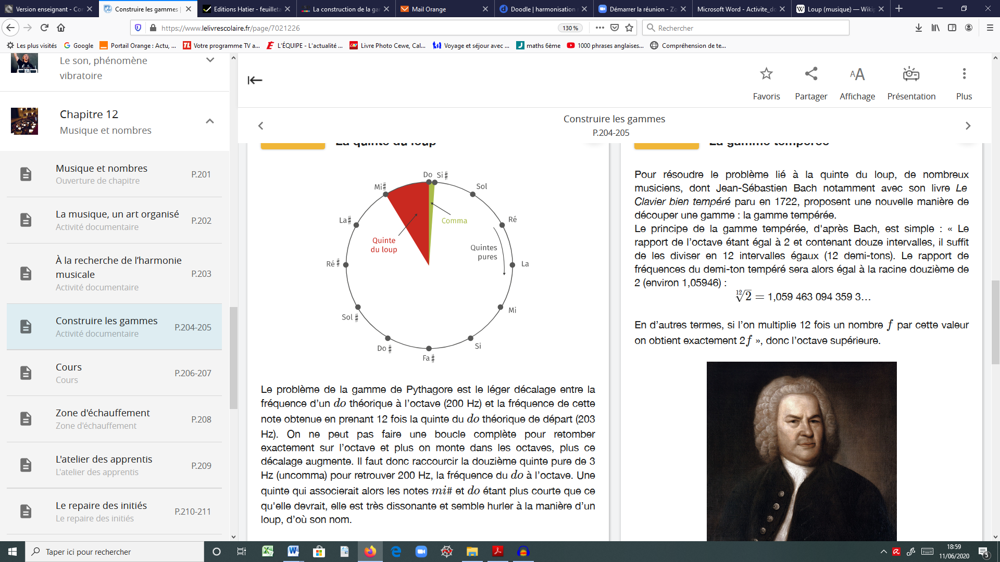 Version enseignant - Co
Construire les gammes |
Editions Hatier - feuillet
La construction de la ga
Mail Orange
Doodle | harmonisation
Démarrer la réunion - Zo
Microsoft Word - Activite_do
Loup (musique) — Wikip
https://www.lelivrescolaire.fr/page/7021226
130 %
Rechercher
Les plus visités
Google
Portail Orange : Actu, ...
Votre programme TV a...
L'ÉQUIPE - L'actualité ...
Livre Photo Cewe, Cal...
Voyage et séjour avec ...
maths 6ème
1000 phrases anglaises...
Compréhension de te...
Le son, phénomène
vibratoire
Chapitre 12
Musique et nombres
Musique et nombres
Ouverture de chapitre
P.201
La musique, un art organisé
Activité documentaire
P.202
À la recherche de l’harmonie
musicale
Activité documentaire
P.203
Construire les gammes
Activité documentaire
P.204-205
Cours
Cours
P.206-207
Zone d'échauffement
Zone d'échauffement
P.208
L'atelier des apprentis
L'atelier des apprentis
P.209
Le repaire des initiés
Le repaire des initiés
P.210-211
Favoris
Partager
Affichage
Présentation
Plus
Construire les gammes
P.204-205
La quinte du loup
Do
Si♯
Sol
Ré
La
Mi
Si
Fa♯
Do♯
Sol♯
Ré♯
La♯
Mi♯
Comma
Quinte
du loup
Quintes
pures
Le problème de la gamme de Pythagore est le léger décalage entre la
fréquence d’un do théorique à l’octave (200 Hz) et la fréquence de cette
note obtenue en prenant 12 fois la quinte du do théorique de départ (203
Hz). On ne peut pas faire une boucle complète pour retomber
exactement sur l’octave et plus on monte dans les octaves, plus ce
décalage augmente. Il faut donc raccourcir la douzième quinte pure de 3
Hz (uncomma) pour retrouver 200 Hz, la fréquence du do à l’octave. Une
quinte qui associerait alors les notes mi# et do étant plus courte que ce
qu'elle devrait, elle est très dissonante et semble hurler à la manière d’un
loup, d’où son nom.
La gamme tempérée
Pour résoudre le problème lié à la quinte du loup, de nombreux
musiciens, dont Jean-Sébastien Bach notamment avec son livre Le
Clavier bien tempéré paru en 1722, proposent une nouvelle manière de
découper une gamme : la gamme tempérée.
Le principe de la gamme tempérée, d'après Bach, est simple : « Le
rapport de l’octave étant égal à 2 et contenant douze intervalles, il suffit
de les diviser en 12 intervalles égaux (12 demi-tons). Le rapport de
fréquences du demi-ton tempéré sera alors égal à la racine douzième de
2 (environ 1,05946) :
¹²√2 = 1,059 463 094 359 3…
En d’autres termes, si l’on multiplie 12 fois un nombre f par cette valeur
on obtient exactement 2f », donc l’octave supérieure.
Taper ici pour rechercher
18:59
11/06/2020
5